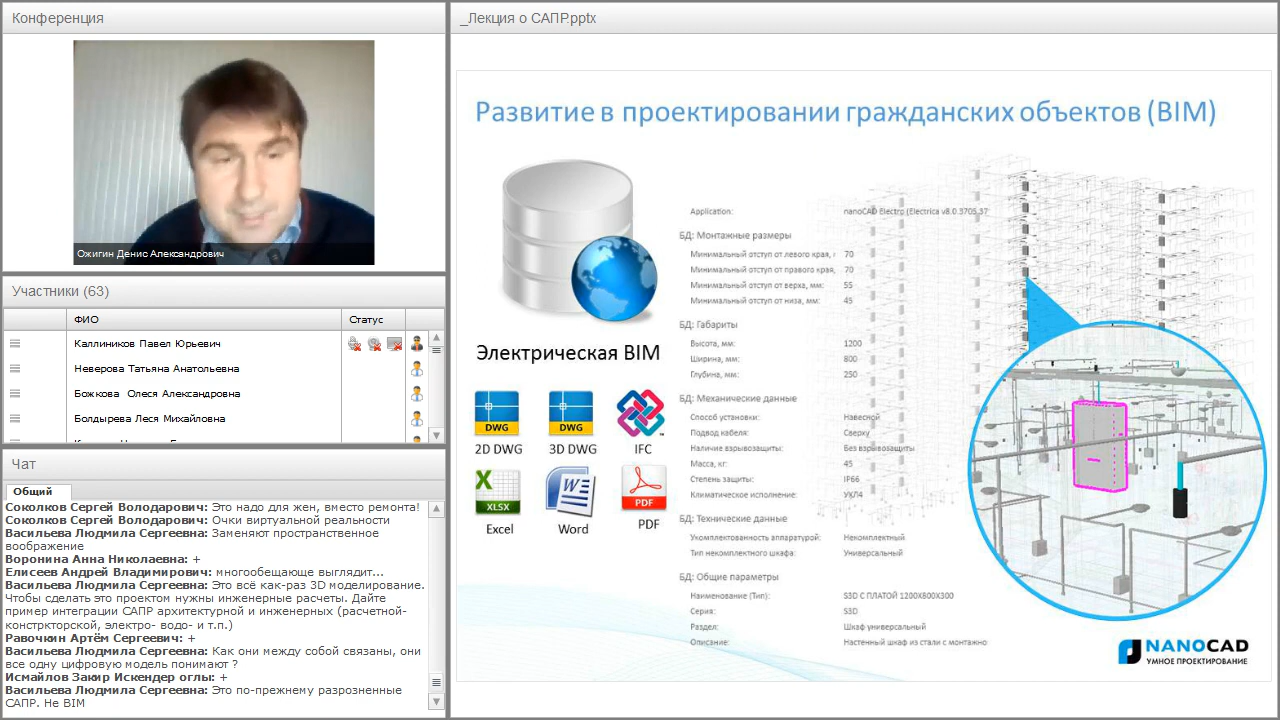 Конференция
Ожигин Денис Александрович
Участники (63)
ФИО
Статус
Каллиников Павел Юрьевич
Неверова Татьяна Анатольевна
Божкова Олеся Александровна
Болдырева Леся Михайлов
Чат
Общий
Соколков Сергей Володарович: Это надо для жён, вместо ремонта!
Соколков Сергей Володарович: Очки виртуальной реальности
Васильева Людмила Сергеевна: Заменяют пространственное
воображение
Воронина Анна Николаевна: +
Елисеев Андрей Владимирович: многообещающе выглядит...
Васильева Людмила Сергеевна: Это всё как-раз 3D моделирование.
Чтобы сделать это проектом нужны инженерные расчеты. Дайте
пример интеграции САПР архитектурной и инженерных (расчетной-
констркторской, электро- водо- и т.п.)
Равочкин Артём Сергеевич: +
Васильева Людмила Сергеевна: Как они между собой связаны, они
все одну цифровую модель понимают ?
Исмайлов Закир Искендер оглы: +
Васильева Людмила Сергеевна: Это по-прежнему разрозненные
САПР. Не BIM
_Лекция о САПР.pptx
Развитие в проектировании гражданских объектов (BIM)
Электрическая BIM
DWG
DWG
2D DWG
3D DWG
IFC
X
XLSX
W
PDF
Excel
Word
PDF
Application: nanoCAD Electro (Electrica v8.0.3705.37
БД: Монтажные размеры
Минимальный отступ от левого края, 70
Минимальный отступ от правого края, 70
Минимальный отступ от верха, мм: 55
Минимальный отступ от низа, мм: 45
БД: Габариты
Высота, мм: 1200
Ширина, мм: 800
Глубина, мм: 250
БД: Механические данные
Способ установки: Навесной
Подвод кабеля: Сверху
Наличие взрывозащиты: Без взрывозащиты
Масса, кг: 45
Степень защиты: IP66
Климатическое исполнение: УХЛ4
БД: Технические данные
Укомплектованность аппаратурой: Некомплектный
Тип некомплектного шкафа: Универсальный
БД: Общие параметры
Наименование (Тип): S3D С ПЛАТОЙ 1200X800X300
Серия: S3D
Раздел: Шкаф универсальный
Описание: Настенный шкаф из стали с монтажно
NANOCAD
УМНОЕ ПРОЕКТИРОВАНИЕ